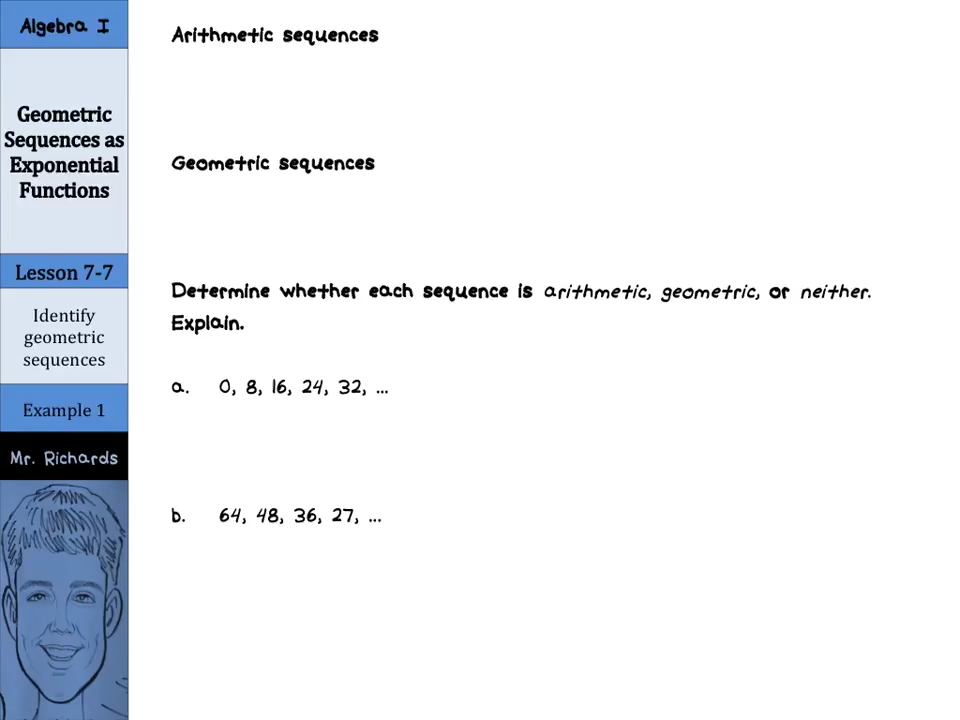 Algebra I
Geometric
Sequences as
Exponential
Functions
Lesson 7-7
Identify
geometric
sequences
Example 1
Mr. Richards
Arithmetic sequences
Geometric sequences
Determine whether each sequence is arithmetic, geometric, or neither.
Explain.
a. 0, 8, 16, 24, 32, ...
b. 64, 48, 36, 27, ...